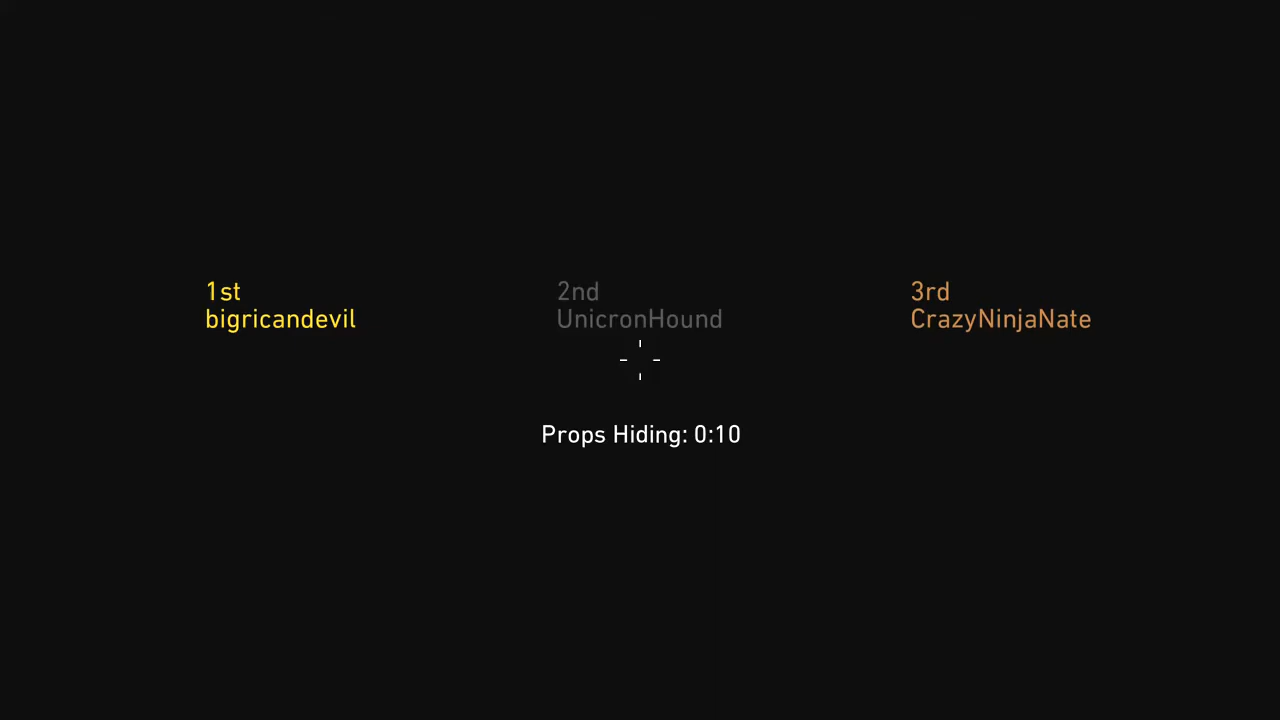 1st
bigricandevil
2nd
UnicronHound
3rd
CrazyNinjaNate
Props Hiding: 0:10